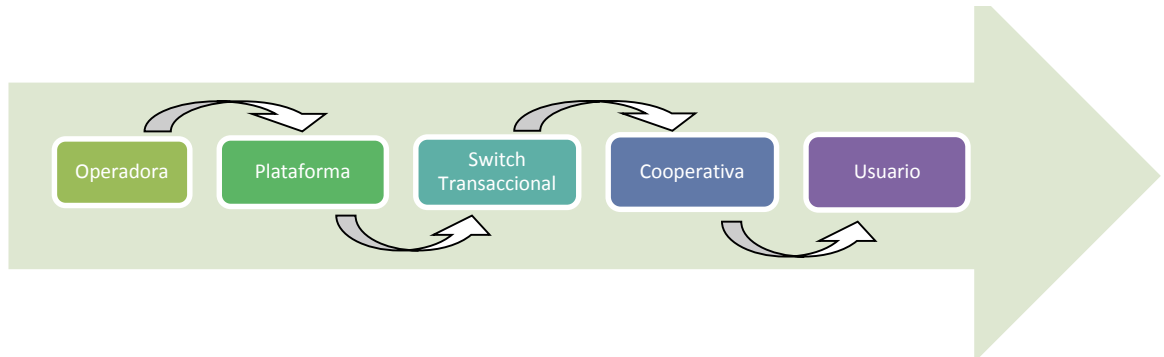 Operadora
Plataforma
Switch
Transaccional
Cooperativa
Usuario